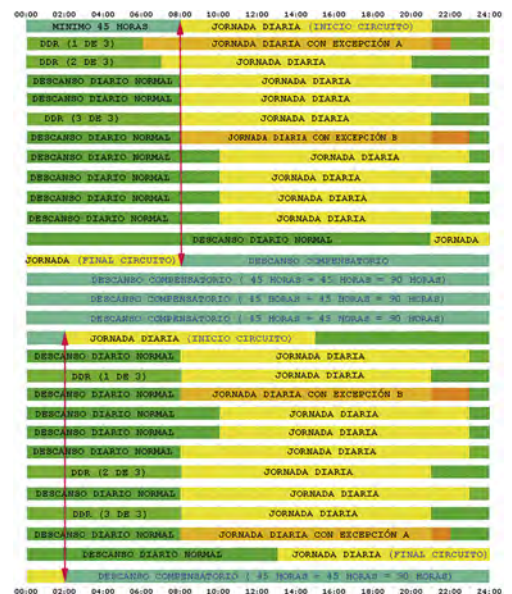 00:00 02:00 04:00 06:00 08:00 10:00 12:00 14:00 16:00 18:00 20:00 22:00 24:00
MINIMO 45 HORAS JORNADA DIARIA (INICIO CIRCUITO)
DDR (1 DE 3) JORNADA DIARIA CON EXCEPCIÓN A
DDR (2 DE 3) JORNADA DIARIA
DESCANSO DIARIO NORMAL JORNADA DIARIA
DESCANSO DIARIO NORMAL JORNADA DIARIA
DDR (3 DE 3) JORNADA DIARIA
DESCANSO DIARIO NORMAL JORNADA DIARIA CON EXCEPCIÓN B
DESCANSO DIARIO NORMAL JORNADA DIARIA
DESCANSO DIARIO NORMAL JORNADA DIARIA
DESCANSO DIARIO NORMAL JORNADA DIARIA
DESCANSO DIARIO NORMAL JORNADA DIARIA
DESCANSO DIARIO NORMAL JORNADA
JORNADA (FINAL CIRCUITO) DESCANSO COMPENSATORIO
DESCANSO COMPENSATORIO ( 45 HORAS + 45 HORAS = 90 HORAS)
DESCANSO COMPENSATORIO ( 45 HORAS + 45 HORAS = 90 HORAS)
DESCANSO COMPENSATORIO ( 45 HORAS + 45 HORAS = 90 HORAS)
JORNADA DIARIA (INICIO CIRCUITO)
DESCANSO DIARIO NORMAL JORNADA DIARIA
DDR (1 DE 3) JORNADA DIARIA
DESCANSO DIARIO NORMAL JORNADA DIARIA CON EXCEPCIÓN B
DESCANSO DIARIO NORMAL JORNADA DIARIA
DESCANSO DIARIO NORMAL JORNADA DIARIA
DESCANSO DIARIO NORMAL JORNADA DIARIA
DDR (2 DE 3) JORNADA DIARIA
DESCANSO DIARIO NORMAL JORNADA DIARIA
DDR (3 DE 3) JORNADA DIARIA
DESCANSO DIARIO NORMAL JORNADA DIARIA CON EXCEPCIÓN A
DESCANSO DIARIO NORMAL JORNADA DIARIA (FINAL CIRCUITO)
DESCANSO COMPENSATORIO ( 45 HORAS + 45 HORAS = 90 HORAS)
00:00 02:00 04:00 06:00 08:00 10:00 12:00 14:00 16:00 18:00 20:00 22:00 24:00